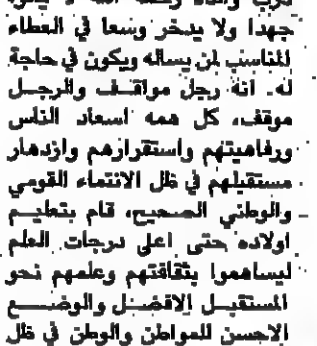 جهدا ولا يدخر وسعا في العطاء
المناسب لمن يساله ويكون في حاجة
له. انه رجل مواقف والرجل
موقف، كل همه اسعاد الناس
ورفاهيتهم واستقرارهم وازدهار
مستقبلهم في ظل الانتماء القومي
والوطني الصحيح، قام بتعليم
اولاده حتى اعلى درجات العلم
ليساهموا بثقافتهم وعلمهم نحو
المستقبل الافضل والوضع
الاحسن للمواطن والوطن في ظل